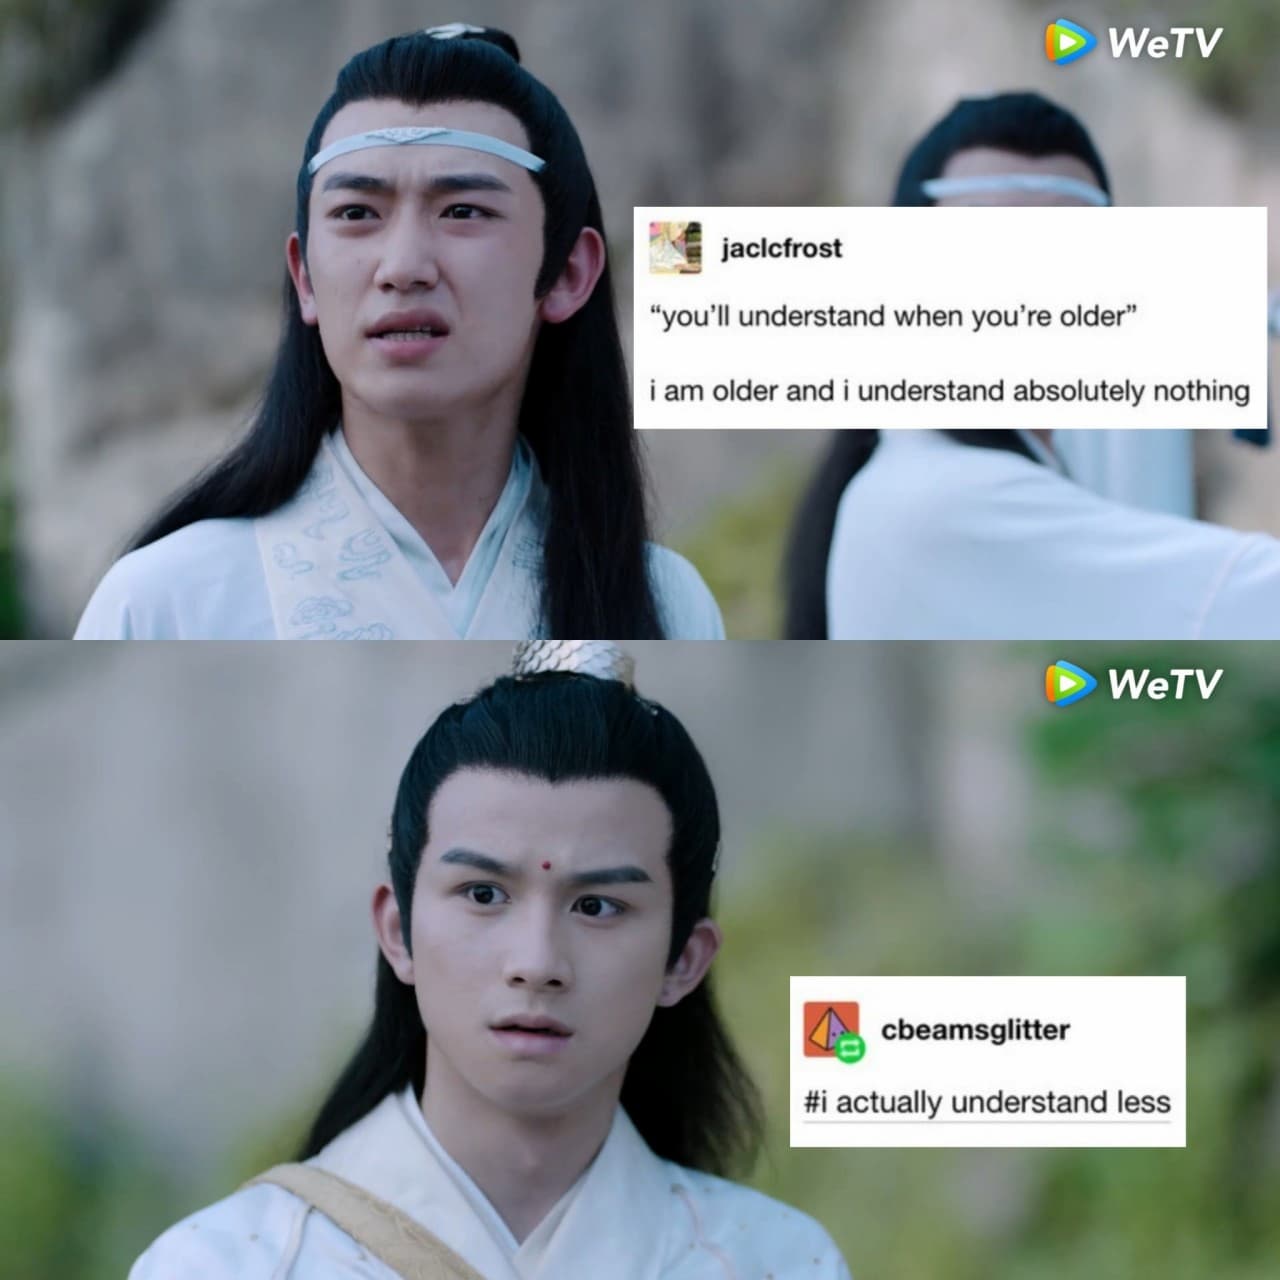 WeTV
jaclcfrost
“you’ll understand when you’re older”
i am older and i understand absolutely nothing
WeTV
cbeamsglitter
#i actually understand less